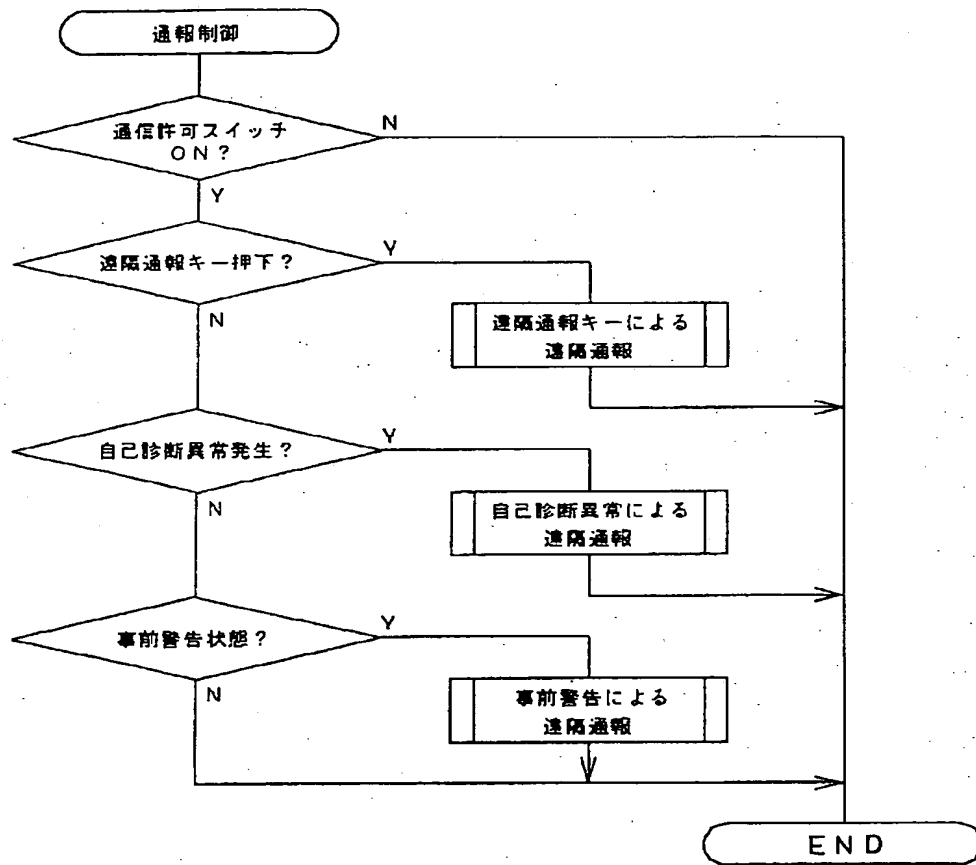 通報制御
通信許可スイッチ
ON?
N
Y
遠隔通報キー押下?
Y
N
遠隔通報キーによる
遠隔通報
自己診断異常発生?
Y
N
自己診断異常による
遠隔通報
事前警告状態?
Y
N
事前警告による
遠隔通報
END